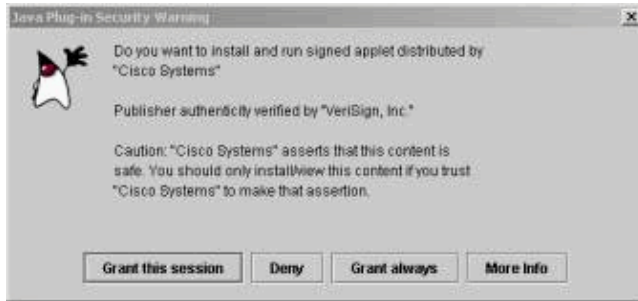 Java Plug-in Security Warning
Do you want to install and run signed applet distributed by
"Cisco Systems"
Publisher authenticity verified by "VeriSign, Inc."
Caution: "Cisco Systems" asserts that this content is
safe. You should only install/view this content if you trust
"Cisco Systems" to make that assertion.
Grant this session Deny Grant always More Info